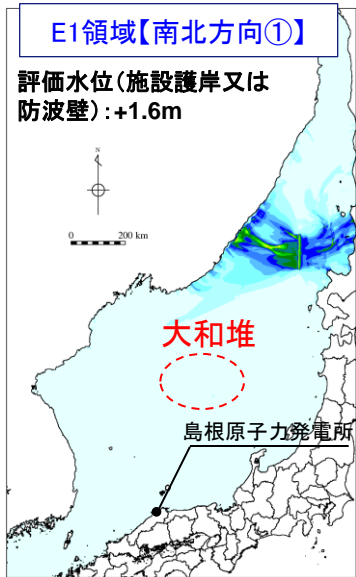 E1領域【南北方向①】
評価水位(施設護岸又は
防波壁):+1.6m
N
0 200 km
大和堆
島根原子力発電所